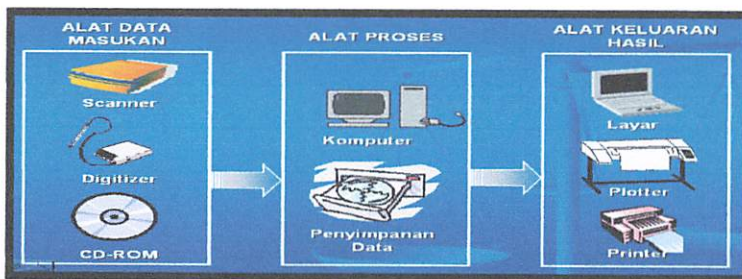 ALAT DATA
MASUKAN
Scanner
Digitizer
CD-ROM
ALAT PROSES
Komputer
Penyimpanan
Data
ALAT KELUARAN
HASIL
Layar
Plotter
Printer